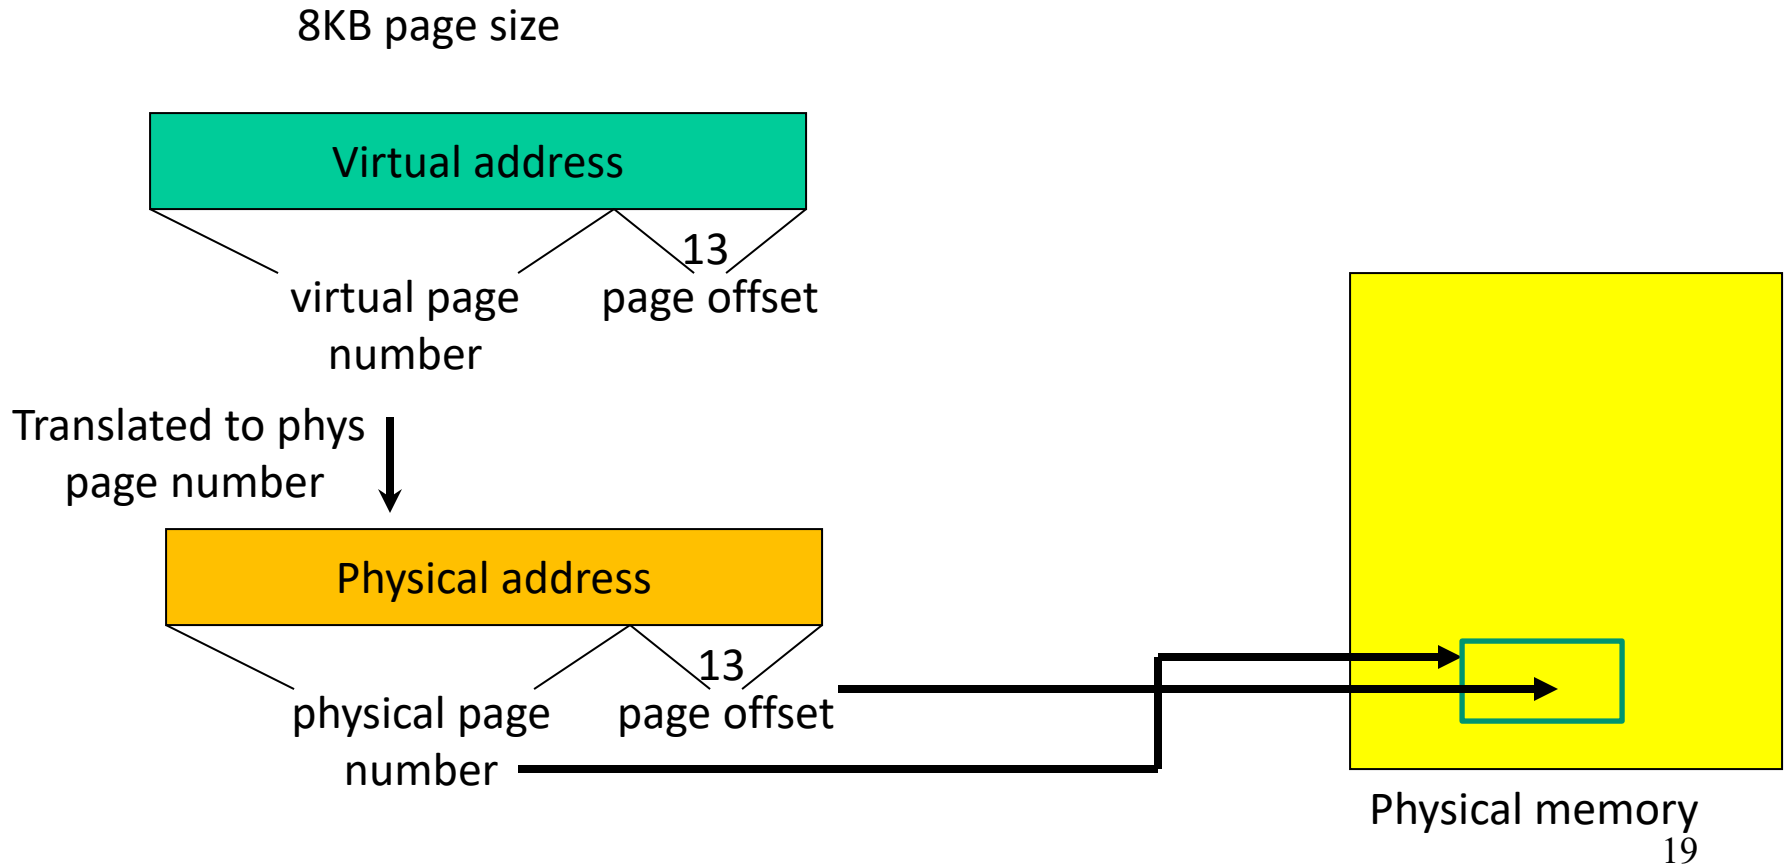 8KB page size
Virtual address
13
virtual page
number
page offset
Translated to phys
page number
Physical address
13
physical page
number
page offset
Physical memory
19